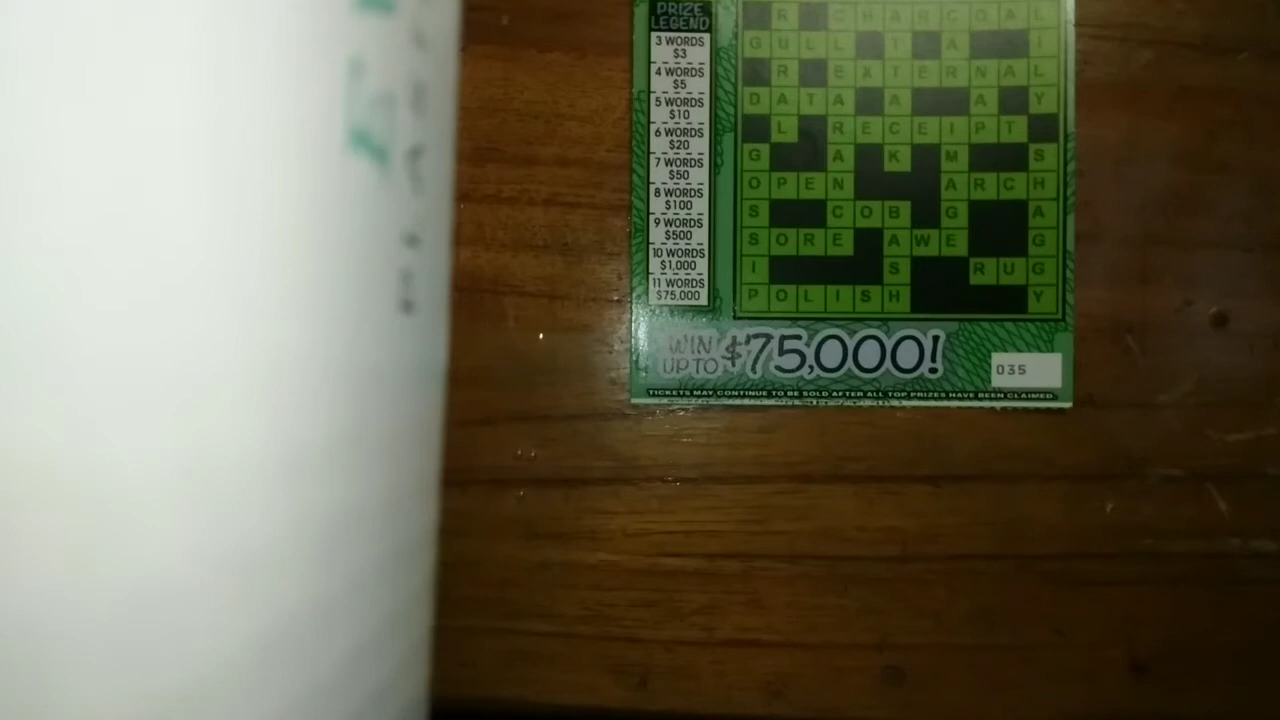 PRIZE
LEGEND
3 WORDS
$3
4 WORDS
$5
5 WORDS
$10
6 WORDS
$20
7 WORDS
$50
8 WORDS
$100
9 WORDS
$500
10 WORDS
$1,000
11 WORDS
$75,000
R CHARCOAL
GULL T A I
R EXTERNAL
DATA A A Y
L RECEIPT
G A K M S
OPEN N ARCH
S COB G A
SORE AWE G
I S RUG G
POLISH Y
WIN
UP TO $75,000!
035
TICKETS MAY CONTINUE TO BE SOLD AFTER ALL TOP PRIZES HAVE BEEN CLAIMED.